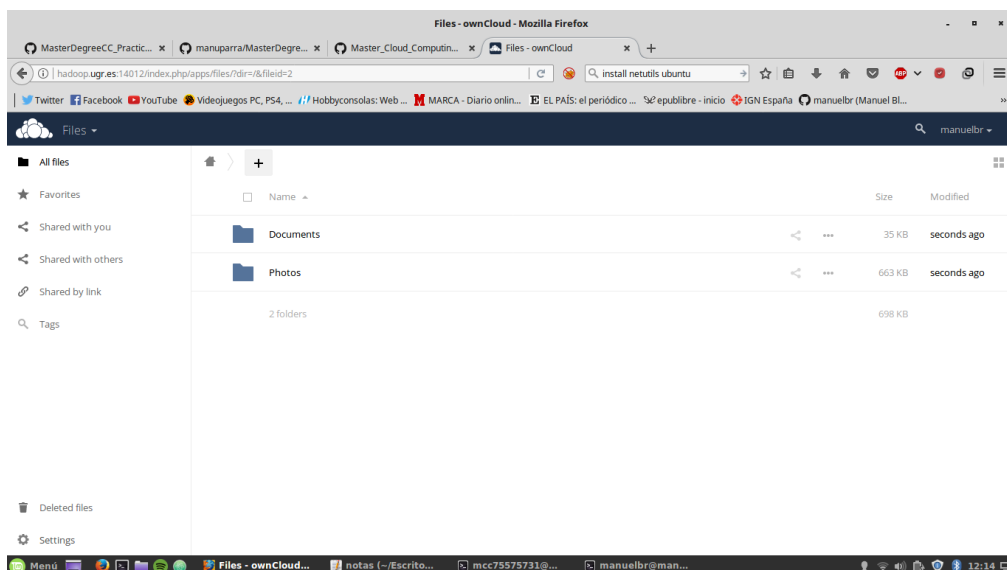 Files - ownCloud - Mozilla Firefox
MasterDegreeCC_Practic... manuparra/MasterDegre... Master_Cloud_Computin... Files - ownCloud
hadoop.ugr.es:14012/index.php/apps/files/?dir=/&fileid=2 install netutils ubuntu ABP
Twitter Facebook YouTube Videojuegos PC, PS4, ... Hobbyconsolas: Web ... MARCA - Diario onlin... EL PAÍS: el periódico ... epublibre - inicio IGN España manuelbr (Manuel Bl...
Files manuelbr
All files
Favorites
Shared with you
Shared with others
Shared by link
Tags
Deleted files
Settings
Name Size Modified
Documents 35 KB seconds ago
Photos 663 KB seconds ago
2 folders 698 KB
Menú Files - ownCloud... notas (~/Escrito... mcc75575731@... manuelbr@man... 12:14